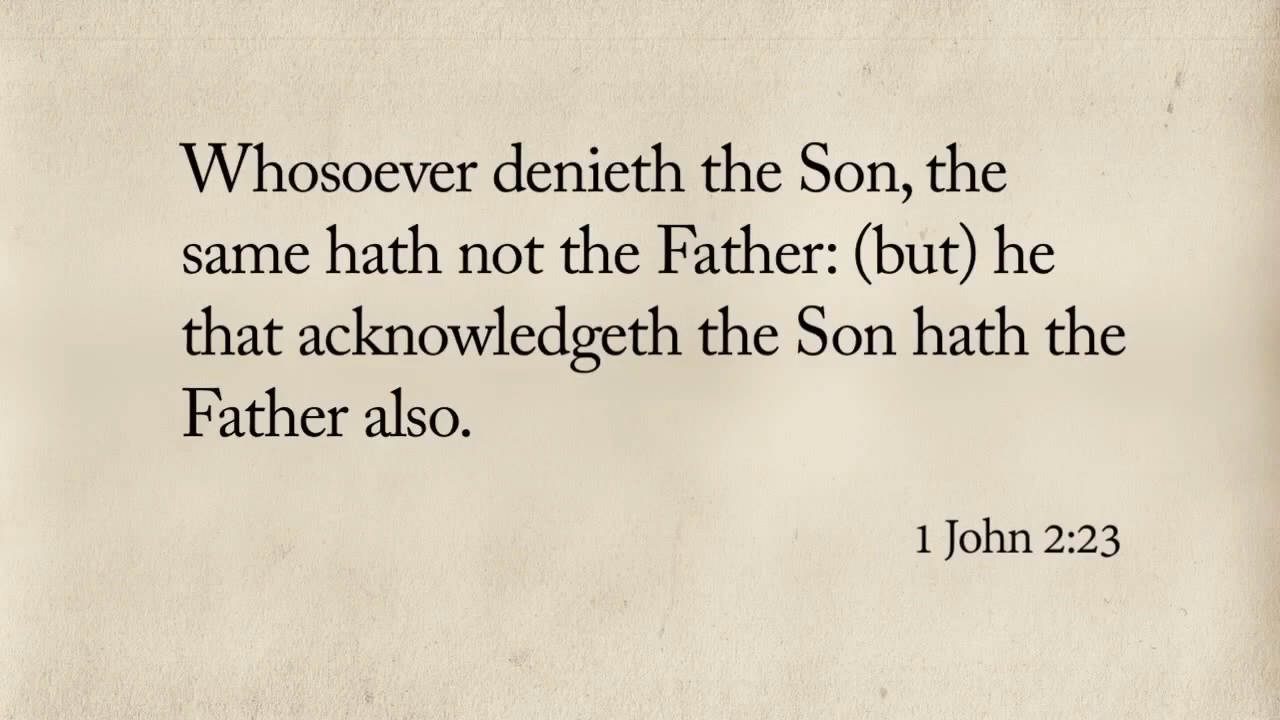 Whosoever denieth the Son, the
same hath not the Father: (but) he
that acknowledgeth the Son hath the
Father also.
1 John 2:23